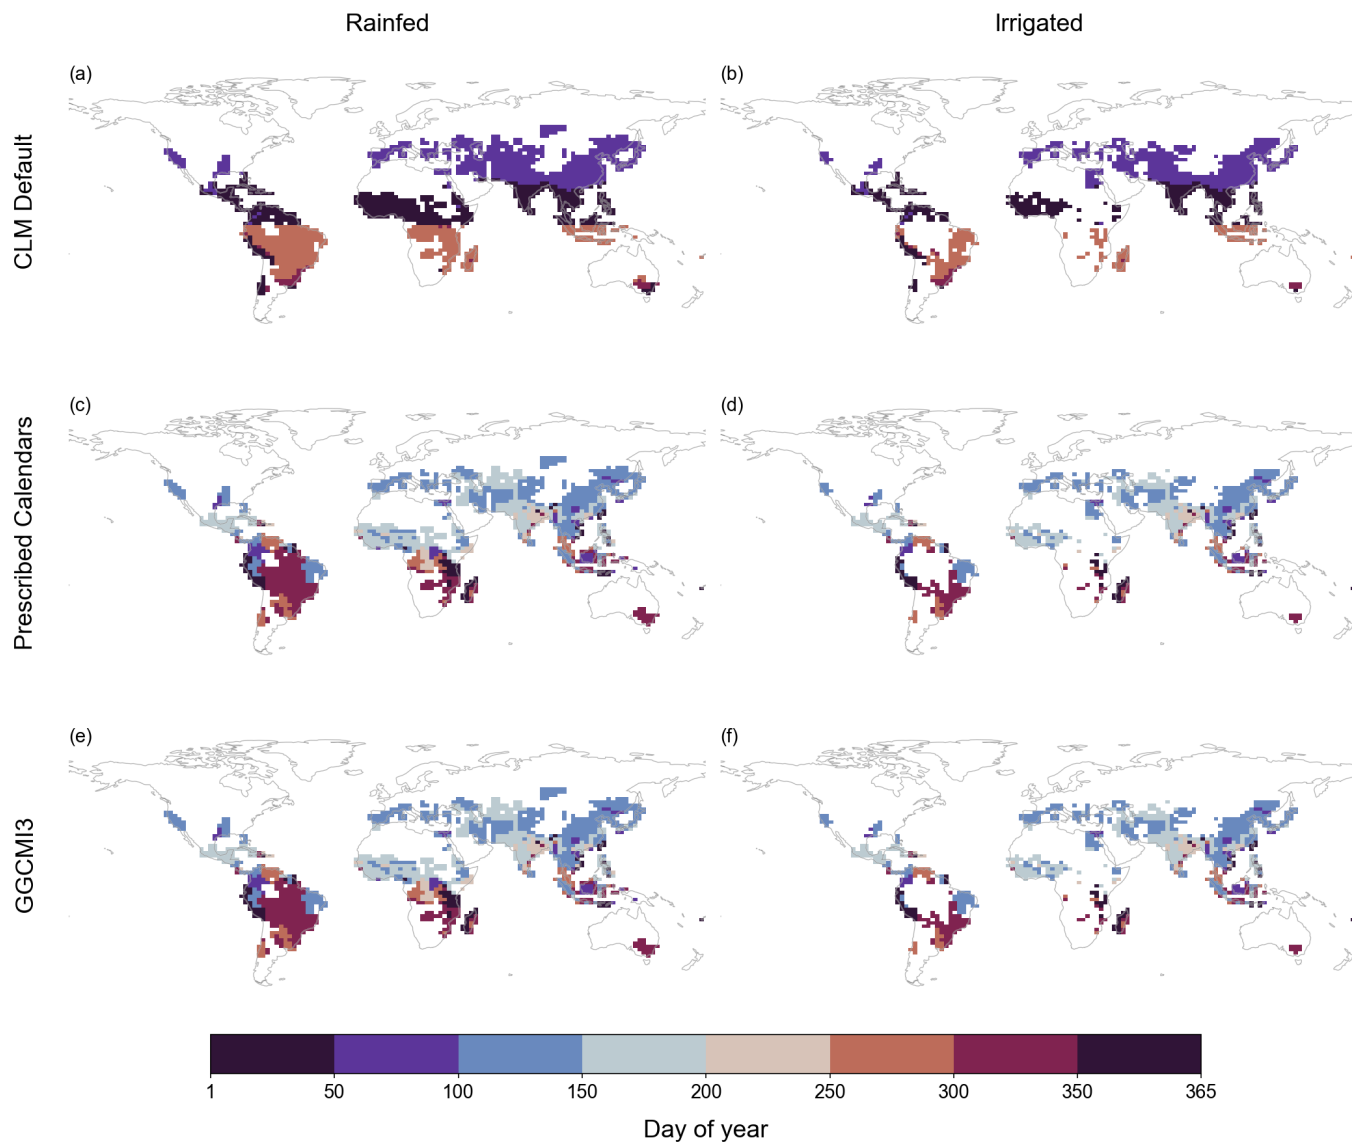 Rainfed Irrigated
(a) (b)
CLM Default
(c) (d)
Prescribed Calendars
(e) (f)
GGCMI3
1 50 100 150 200 250 300 350 365
Day of year